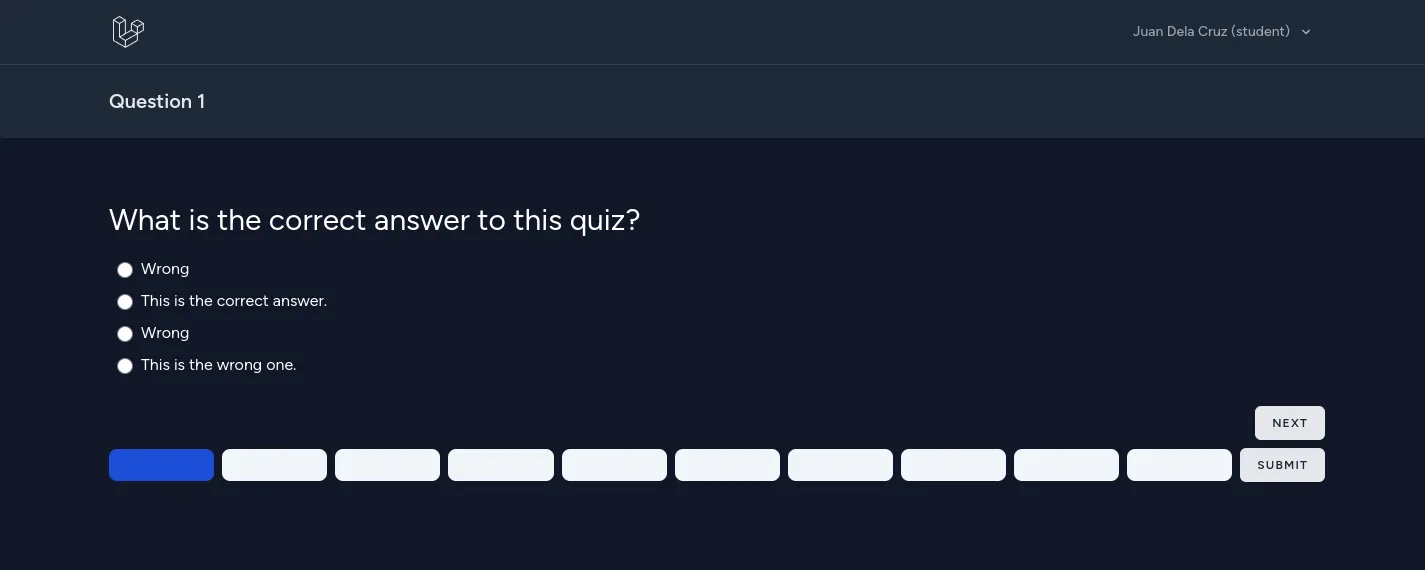 Juan Dela Cruz (student)
Question 1
What is the correct answer to this quiz?
Wrong
This is the correct answer.
Wrong
This is the wrong one.
NEXT
SUBMIT